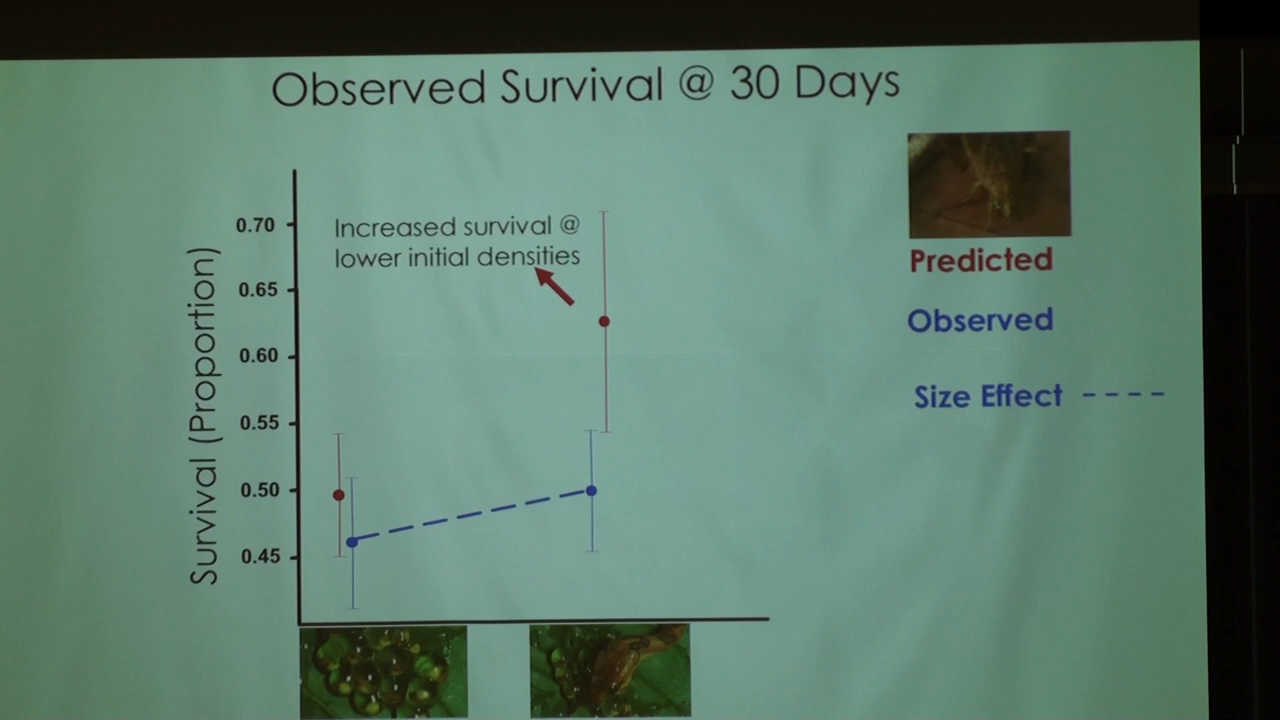 Observed Survival @ 30 Days
Survival (Proportion)
0.70
0.65
0.60
0.55
0.50
0.45
Increased survival @
lower initial densities
Predicted
Observed
Size Effect